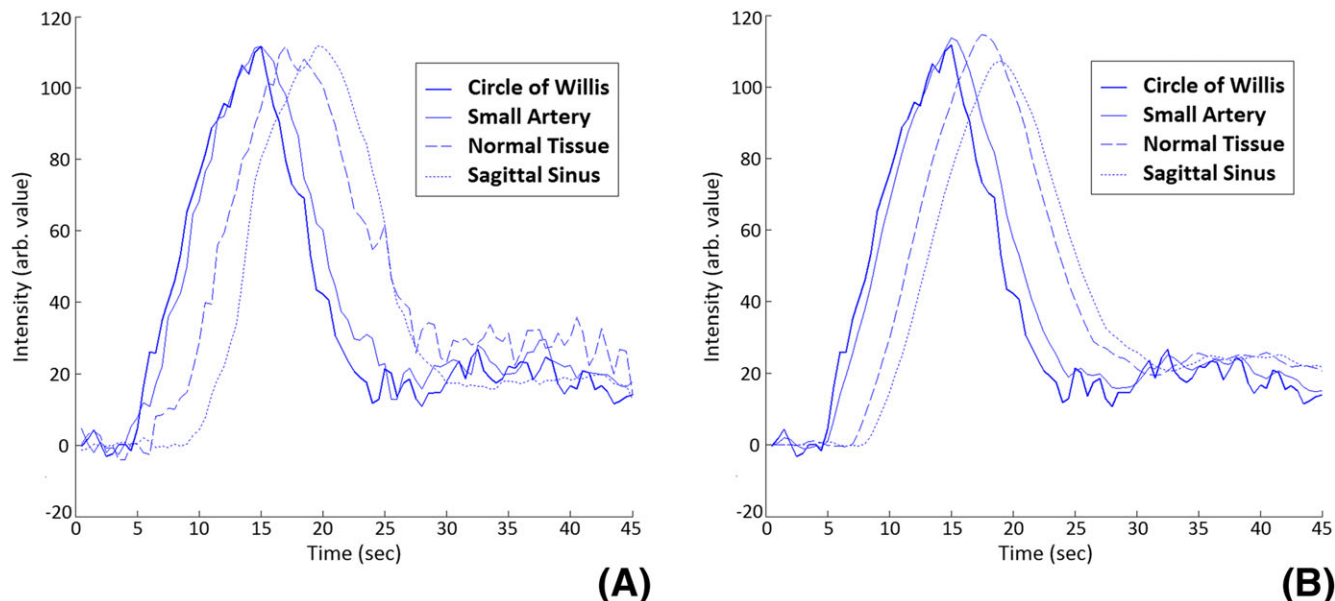 120
100
80
60
40
20
0
-20
Intensity (arb. value)
0 5 10 15 20 25 30 35 40 45
Time (sec)
Circle of Willis
Small Artery
Normal Tissue
Sagittal Sinus
(A)
120
100
80
60
40
20
0
-20
Intensity (arb. value)
0 5 10 15 20 25 30 35 40 45
Time (sec)
Circle of Willis
Small Artery
Normal Tissue
Sagittal Sinus
(B)